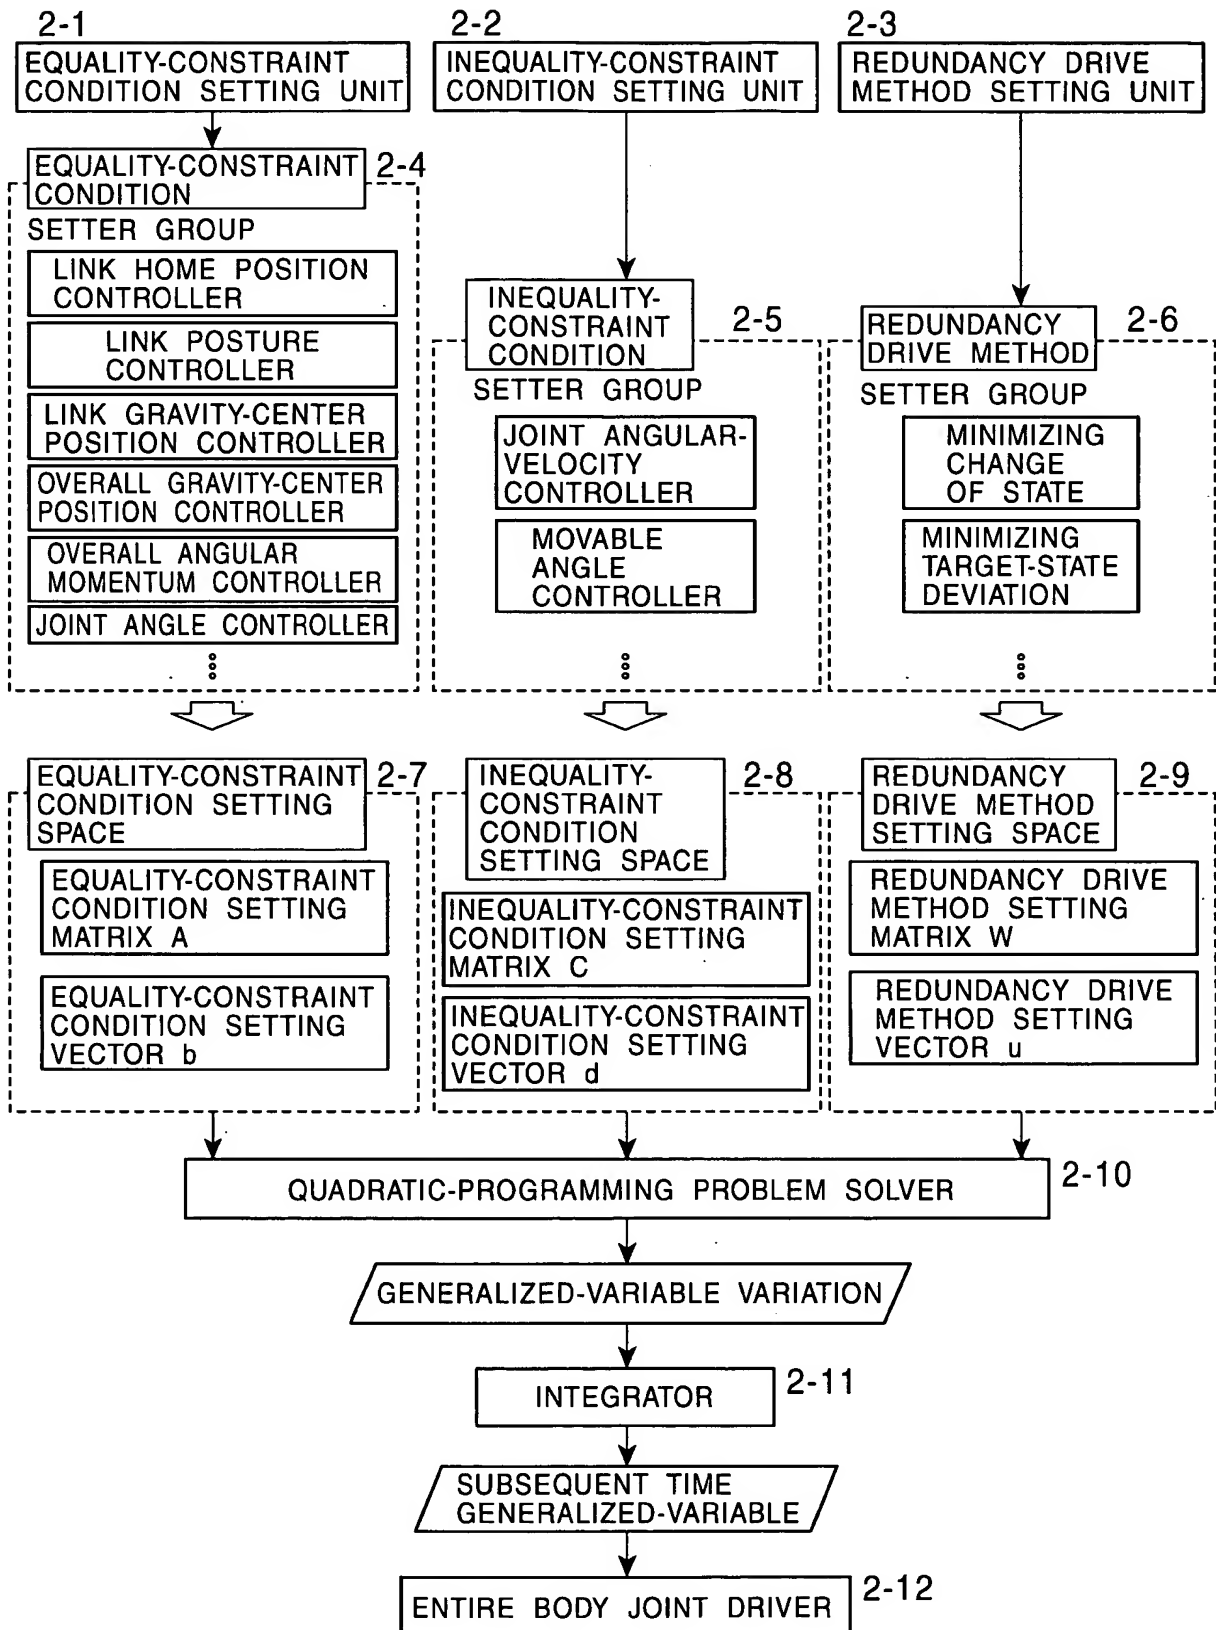 2-1
EQUALITY-CONSTRAINT
CONDITION SETTING UNIT
2-2
INEQUALITY-CONSTRAINT
CONDITION SETTING UNIT
2-3
REDUNDANCY DRIVE
METHOD SETTING UNIT
EQUALITY-CONSTRAINT
CONDITION
2-4
SETTER GROUP
LINK HOME POSITION
CONTROLLER
LINK POSTURE
CONTROLLER
LINK GRAVITY-CENTER
POSITION CONTROLLER
OVERALL GRAVITY-CENTER
POSITION CONTROLLER
OVERALL ANGULAR
MOMENTUM CONTROLLER
JOINT ANGLE CONTROLLER
INEQUALITY-
CONSTRAINT
CONDITION
2-5
SETTER GROUP
JOINT ANGULAR-
VELOCITY
CONTROLLER
MOVABLE
ANGLE
CONTROLLER
REDUNDANCY
DRIVE METHOD
2-6
SETTER GROUP
MINIMIZING
CHANGE
OF STATE
MINIMIZING
TARGET-STATE
DEVIATION
EQUALITY-CONSTRAINT
CONDITION SETTING
SPACE
2-7
EQUALITY-CONSTRAINT
CONDITION SETTING
MATRIX A
EQUALITY-CONSTRAINT
CONDITION SETTING
VECTOR b
INEQUALITY-
CONSTRAINT
CONDITION
SETTING SPACE
2-8
INEQUALITY-CONSTRAINT
CONDITION SETTING
MATRIX C
INEQUALITY-CONSTRAINT
CONDITION SETTING
VECTOR d
REDUNDANCY
DRIVE METHOD
SETTING SPACE
2-9
REDUNDANCY DRIVE
METHOD SETTING
MATRIX W
REDUNDANCY DRIVE
METHOD SETTING
VECTOR u
QUADRATIC-PROGRAMMING PROBLEM SOLVER
2-10
GENERALIZED-VARIABLE VARIATION
INTEGRATOR
2-11
SUBSEQUENT TIME
GENERALIZED-VARIABLE
ENTIRE BODY JOINT DRIVER
2-12